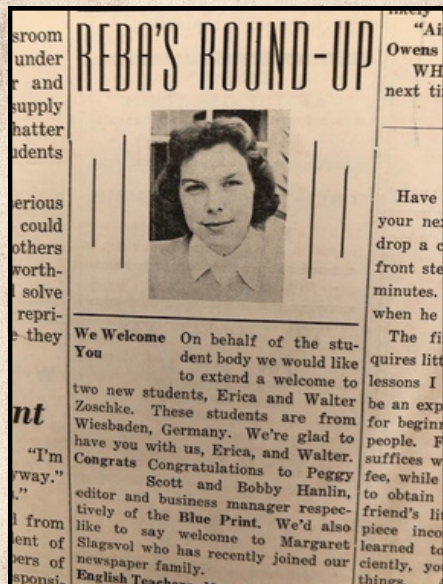 sroom
under
r and
supply
hatter
udents
erious
could
others
worth-
solve
repri-
they
nt
"I'm
yway."
."
from
ent of
bers of
sponsi-
REBA'S ROUND-UP
We Welcome You
On behalf of the stu-
dent body we would like
to extend a welcome to
two new students, Erica and Walter
Zoschke. These students are from
Wiesbaden, Germany. We're glad to
have you with us, Erica, and Walter.
Congrats Congratulations to Peggy
Scott and Bobby Hanlin,
editor and business manager respec-
tively of the Blue Print. We'd also
like to say welcome to Margaret
Slagsvol who has recently joined our
newspaper family.
English
likely
"Ai
Owens
WH
next ti
Have
your nex
drop a c
front ste
minutes.
when he
The fi
quires litt
lessons I
be an exp
for beginn
people. F
suffices w
fee, while
to obtain
friend's lit
piece inco
learned to
ciently, yo
things